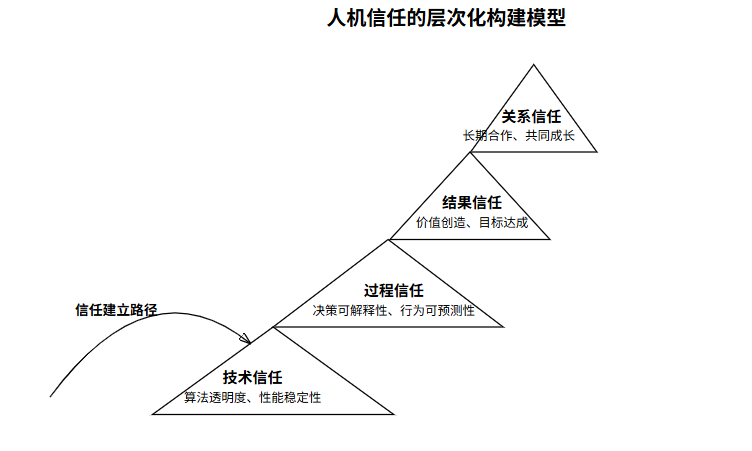 人机信任的层次化构建模型
关系信任
长期合作、共同成长
结果信任
价值创造、目标达成
过程信任
决策可解释性、行为可预测性
信任建立路径
技术信任
算法透明度、性能稳定性